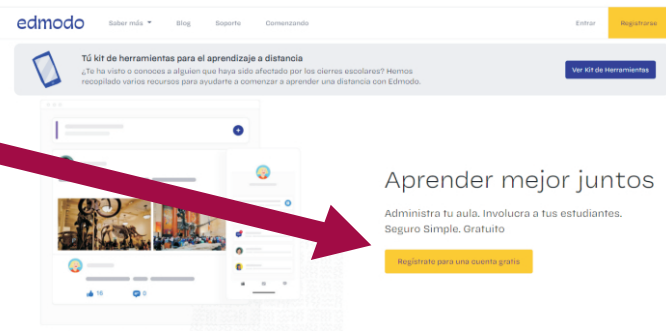 edmodo
Saber más
Blog
Soporte
Comenzando
Entrar
Registrarse
Tú kit de herramientas para el aprendizaje a distancia
¿Te ha visto o conoces a alguien que haya sido afectado por los cierres escolares? Hemos
recopilado varios recursos para ayudarte a comenzar a aprender una distancia con Edmodo.
Ver Kit de Herramientas
Aprender mejor juntos
Administra tu aula. Involucra a tus estudiantes.
Seguro Simple. Gratuito
Regístrate para una cuenta gratis
16
0